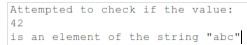 Attempted to check if the value:
42
is an element of the string "abc"